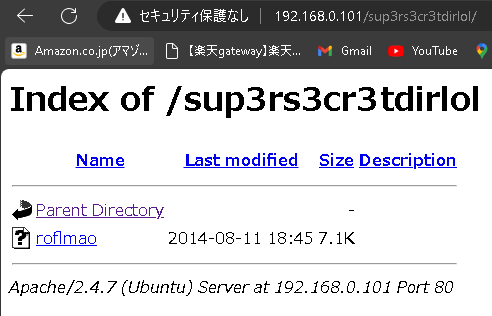 セキュリティ保護なし 192.168.0.101/sup3rs3cr3tdirlol/
Amazon.co.jp(アマゾ... 【楽天gateway】楽天... Gmail YouTube
Index of /sup3rs3cr3tdirlol
Name Last modified Size Description
Parent Directory -
roflmao 2014-08-11 18:45 7.1K
Apache/2.4.7 (Ubuntu) Server at 192.168.0.101 Port 80